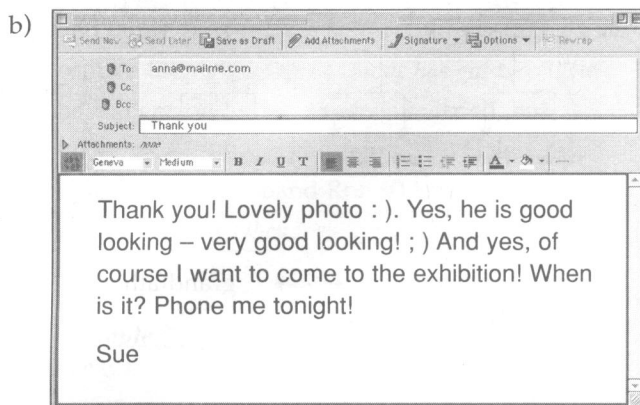 b)
Send Now Send Later Save as Draft Add Attachments Signature Options Rewrap
To: anna@mailme.com
Cc:
Bcc:
Subject: Thank you
Attachments:
Geneva Medium B I U T A
Thank you! Lovely photo : ). Yes, he is good
looking – very good looking! ; ) And yes, of
course I want to come to the exhibition! When
is it? Phone me tonight!
Sue